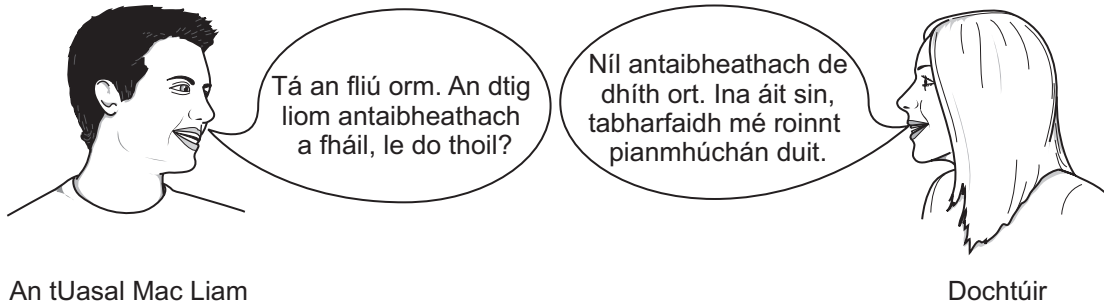 Tá an fliú orm. An dtig
liom antaibheathach
a fháil, le do thoil?
Níl antaibheathach de
dhíth ort. Ina áit sin,
tabharfaidh mé roinnt
pianmhúchán duit.
An tUasal Mac Liam
Dochtúir